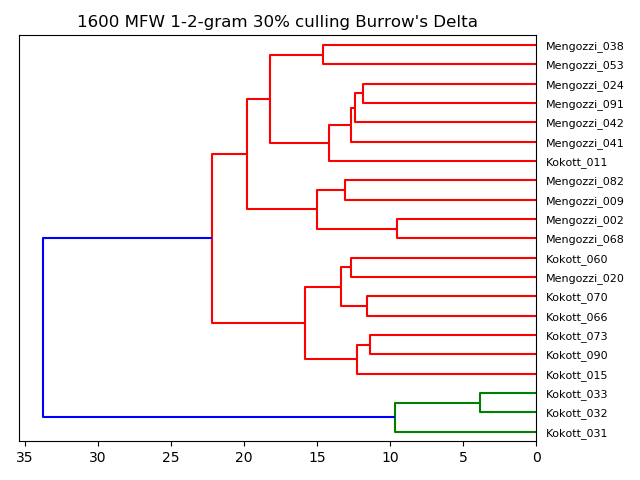 1600 MFW 1-2-gram 30% culling Burrow's Delta
Mengozzi_038
Mengozzi_053
Mengozzi_024
Mengozzi_091
Mengozzi_042
Mengozzi_041
Kokott_011
Mengozzi_082
Mengozzi_009
Mengozzi_002
Mengozzi_068
Kokott_060
Mengozzi_020
Kokott_070
Kokott_066
Kokott_073
Kokott_090
Kokott_015
Kokott_033
Kokott_032
Kokott_031
35 30 25 20 15 10 5 0